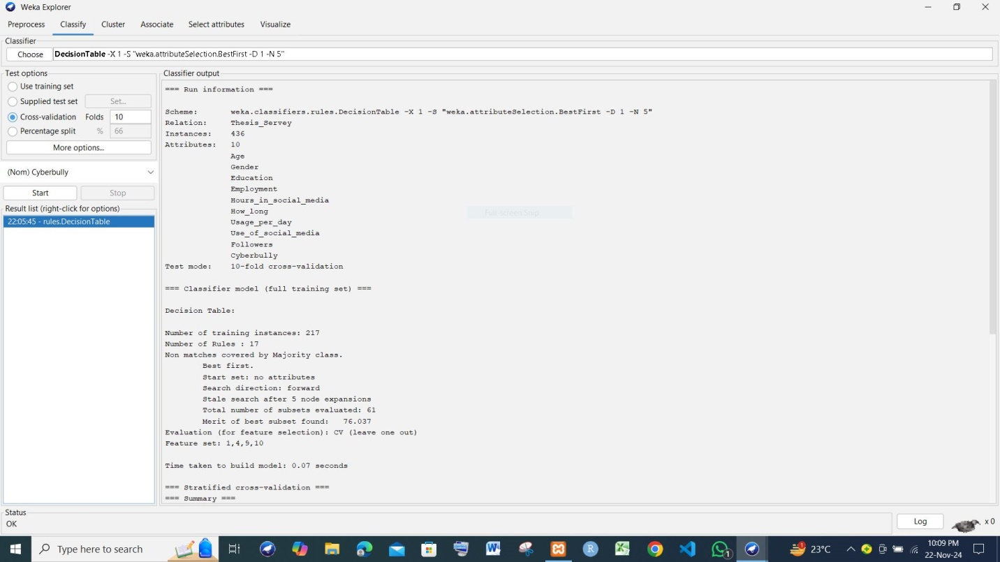 Weka Explorer
Preprocess Classify Cluster Associate Select attributes Visualize
Classifier
Choose DecisionTable -X 1 -S "weka.attributeSelection.BestFirst -D 1 -N 5"
Test options
Use training set
Supplied test set Set...
Cross-validation Folds 10
Percentage split % 66
More options...
(Nom) Cyberbully
Start Stop
Result list (right-click for options)
22:05:45 - rules.DecisionTable
Classifier output
=== Run information ===
Scheme: weka.classifiers.rules.DecisionTable -X 1 -S "weka.attributeSelection.BestFirst -D 1 -N 5"
Relation: Thesis_Servey
Instances: 436
Attributes: 10
Age
Gender
Education
Employment
Hours_in_social_media
How_long
Usage_per_day
Use_of_social_media
Followers
Cyberbully
Test mode: 10-fold cross-validation
=== Classifier model (full training set) ===
Decision Table:
Number of training instances: 217
Number of Rules : 17
Non matches covered by Majority class.
Best first.
Start set: no attributes
Search direction: forward
Stale search after 5 node expansions
Total number of subsets evaluated: 61
Merit of best subset found: 76.037
Evaluation (for feature selection): CV (leave one out)
Feature set: 1,4,9,10
Time taken to build model: 0.07 seconds
=== Stratified cross-validation ===
=== Summary ===
Full-screen Snip
Status
OK
Log x 0
Type here to search
W
R
1
1
23°C
10:09 PM
22-Nov-24